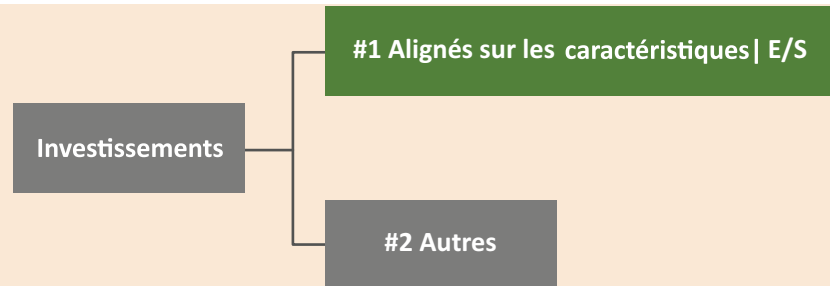 #1 Alignés sur les caractéristiques| E/S
Investissements
#2 Autres